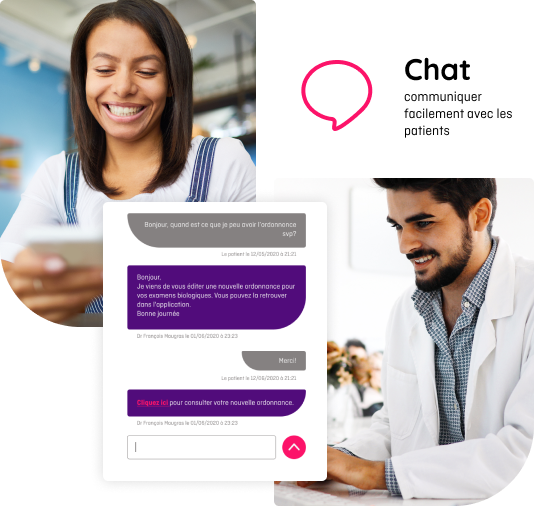 Chat
communiquer
facilement avec les
patients
Bonjour, quand est ce que je peu avoir l'ordonnance
svp?
Le patient le 12/06/2020 à 21:21
Bonjour,
Je viens de vous éditer une nouvelle ordonnance pour
vos examens biologiques. Vous pouvez la retrouver
dans l'application.
Bonne journée
Dr François Maugras le 01/06/2020 à 23:23
Merci!
Le patient le 12/06/2020 à 21:21
Cliquez ici pour consulter votre nouvelle ordonnance.
Dr François Maugras le 01/06/2020 à 23:23